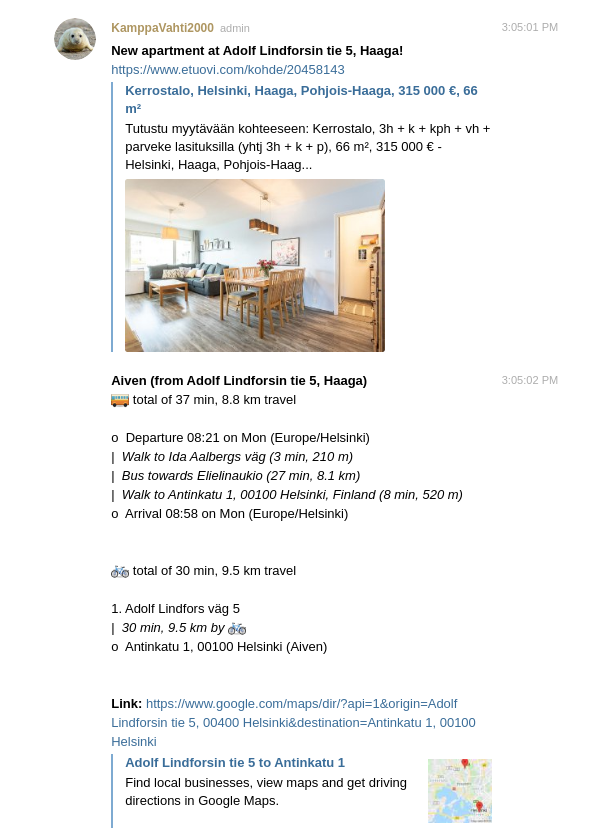 KamppaVahti2000 admin 3:05:01 PM
New apartment at Adolf Lindforsin tie 5, Haaga!
https://www.etuovi.com/kohde/20458143
Kerrostalo, Helsinki, Haaga, Pohjois-Haaga, 315 000 €, 66
m²
Tutustu myytävään kohteeseen: Kerrostalo, 3h + k + kph + vh +
parveke lasituksilla (yhtj 3h + k + p), 66 m², 315 000 € -
Helsinki, Haaga, Pohjois-Haag...
Aiven (from Adolf Lindforsin tie 5, Haaga) 3:05:02 PM
🚌 total of 37 min, 8.8 km travel
o Departure 08:21 on Mon (Europe/Helsinki)
| Walk to Ida Aalbergs väg (3 min, 210 m)
| Bus towards Elielinaukio (27 min, 8.1 km)
| Walk to Antinkatu 1, 00100 Helsinki, Finland (8 min, 520 m)
o Arrival 08:58 on Mon (Europe/Helsinki)
🚲 total of 30 min, 9.5 km travel
1. Adolf Lindfors väg 5
| 30 min, 9.5 km by 🚲
o Antinkatu 1, 00100 Helsinki (Aiven)
Link: https://www.google.com/maps/dir/?api=1&origin=Adolf
Lindforsin tie 5, 00400 Helsinki&destination=Antinkatu 1, 00100
Helsinki
Adolf Lindforsin tie 5 to Antinkatu 1
Find local businesses, view maps and get driving
directions in Google Maps.